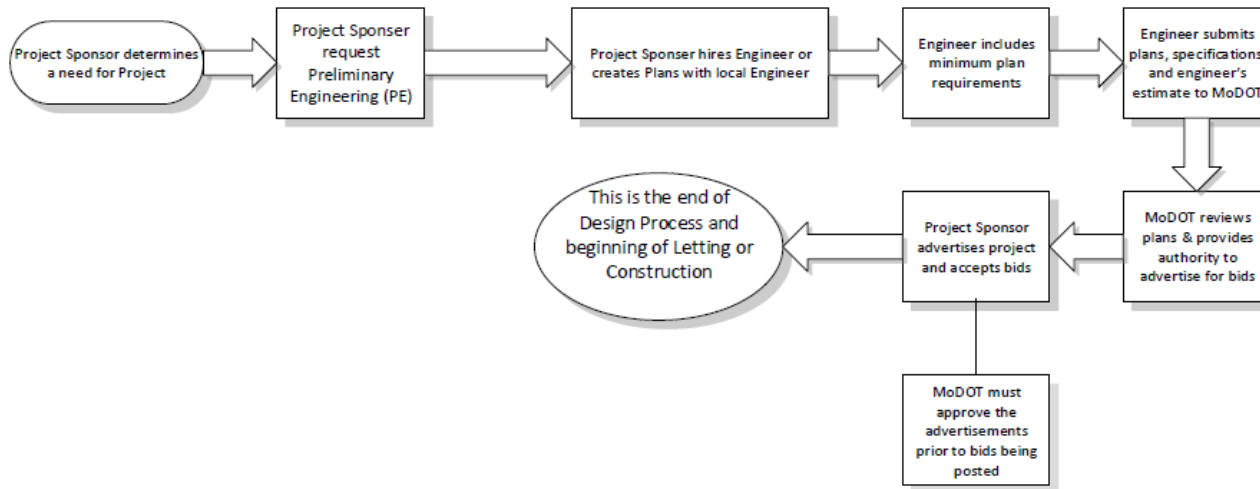 Project Sponsor determines
a need for Project
Project Sponser
request
Preliminary
Engineering (PE)
Project Sponser hires Engineer or
creates Plans with local Engineer
Engineer includes
minimum plan
requirements
Engineer submits
plans, specifications
and engineer's
estimate to MoDOT
MoDOT reviews
plans & provides
authority to
advertise for bids
Project Sponsor
advertises project
and accepts bids
This is the end of
Design Process and
beginning of Letting or
Construction
MoDOT must
approve the
advertisements
prior to bids being
posted